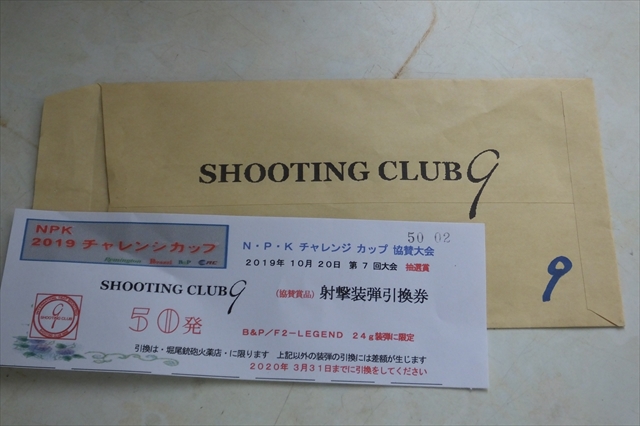 SHOOTING CLUB 9
9
NPK
2019 チャレンジカップ
50 02
N・P・K チャレンジ カップ 協賛大会
2019年 10月 20日 第 7 回大会 抽選賞
SHOOTING CLUB 9
(協賛賞品) 射撃装弾引換券
50発
B&P/F2-LEGEND 24g装弾に限定
9
SHOOTING CLUB
引換は・堀尾銃砲火薬店・に限ります 上記以外の装弾の引換には差額が生じます
2020年 3月31日までに引換をしてください